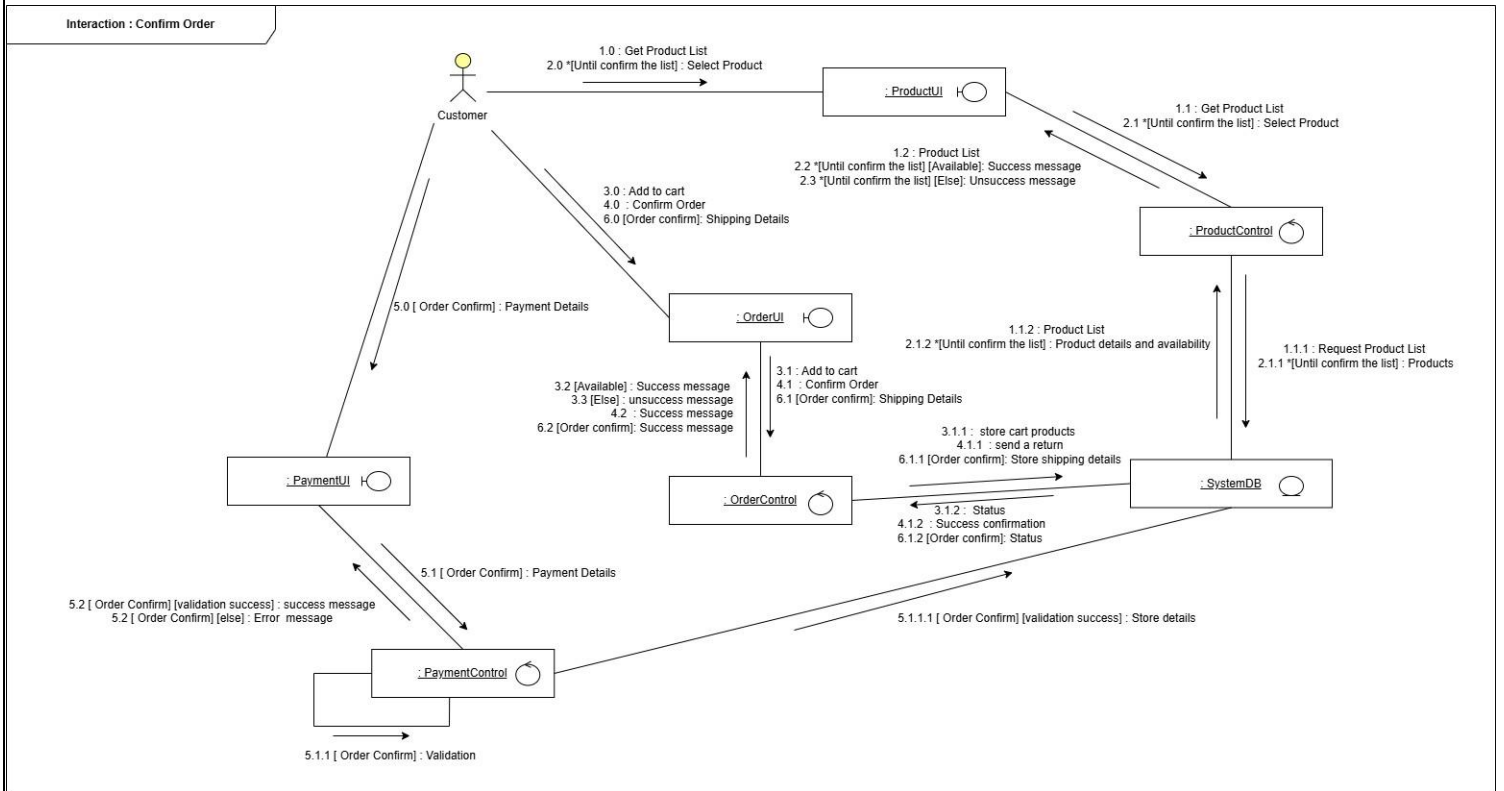 Interaction : Confirm Order
1.0 : Get Product List
2.0 *[Until confirm the list] : Select Product
Customer
: ProductUI
1.1 : Get Product List
2.1 *[Until confirm the list] : Select Product
1.2 : Product List
2.2 *[Until confirm the list] [Available]: Success message
2.3 *[Until confirm the list] [Else]: Unsuccess message
3.0 : Add to cart
4.0 : Confirm Order
6.0 [Order confirm]: Shipping Details
: ProductControl
5.0 [ Order Confirm] : Payment Details
: OrderUI
1.1.2 : Product List
2.1.2 *[Until confirm the list] : Product details and availability
1.1.1 : Request Product List
2.1.1 *[Until confirm the list] : Products
3.2 [Available] : Success message
3.3 [Else] : unsuccess message
4.2 : Success message
6.2 [Order confirm]: Success message
3.1 : Add to cart
4.1 : Confirm Order
6.1 [Order confirm]: Shipping Details
3.1.1 : store cart products
4.1.1 : send a return
6.1.1 [Order confirm]: Store shipping details
: PaymentUI
: OrderControl
: SystemDB
3.1.2 : Status
4.1.2 : Success confirmation
6.1.2 [Order confirm]: Status
5.1 [ Order Confirm] : Payment Details
5.2 [ Order Confirm] [validation success] : success message
5.2 [ Order Confirm] [else] : Error message
5.1.1.1 [ Order Confirm] [validation success] : Store details
: PaymentControl
5.1.1 [ Order Confirm] : Validation